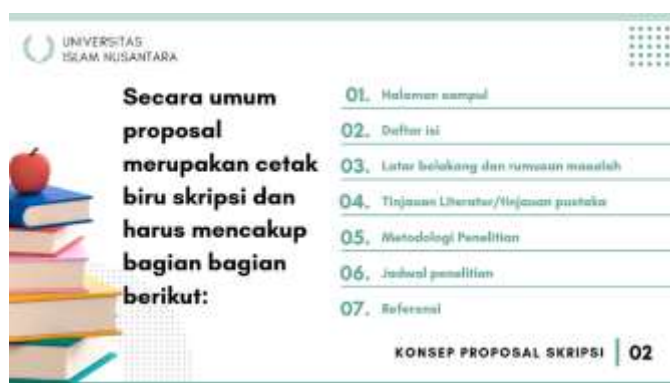 UNIVERSITAS
ISLAM NUSANTARA
Secara umum
proposal
merupakan cetak
biru skripsi dan
harus mencakup
bagian bagian
berikut:
01. Halaman sampul
02. Daftar isi
03. Latar belakang dan rumusan masalah
04. Tinjauan Literatur/tinjauan pustaka
05. Metodologi Penelitian
06. Jadwal penelitian
07. Referensi
KONSEP PROPOSAL SKRIPSI 02